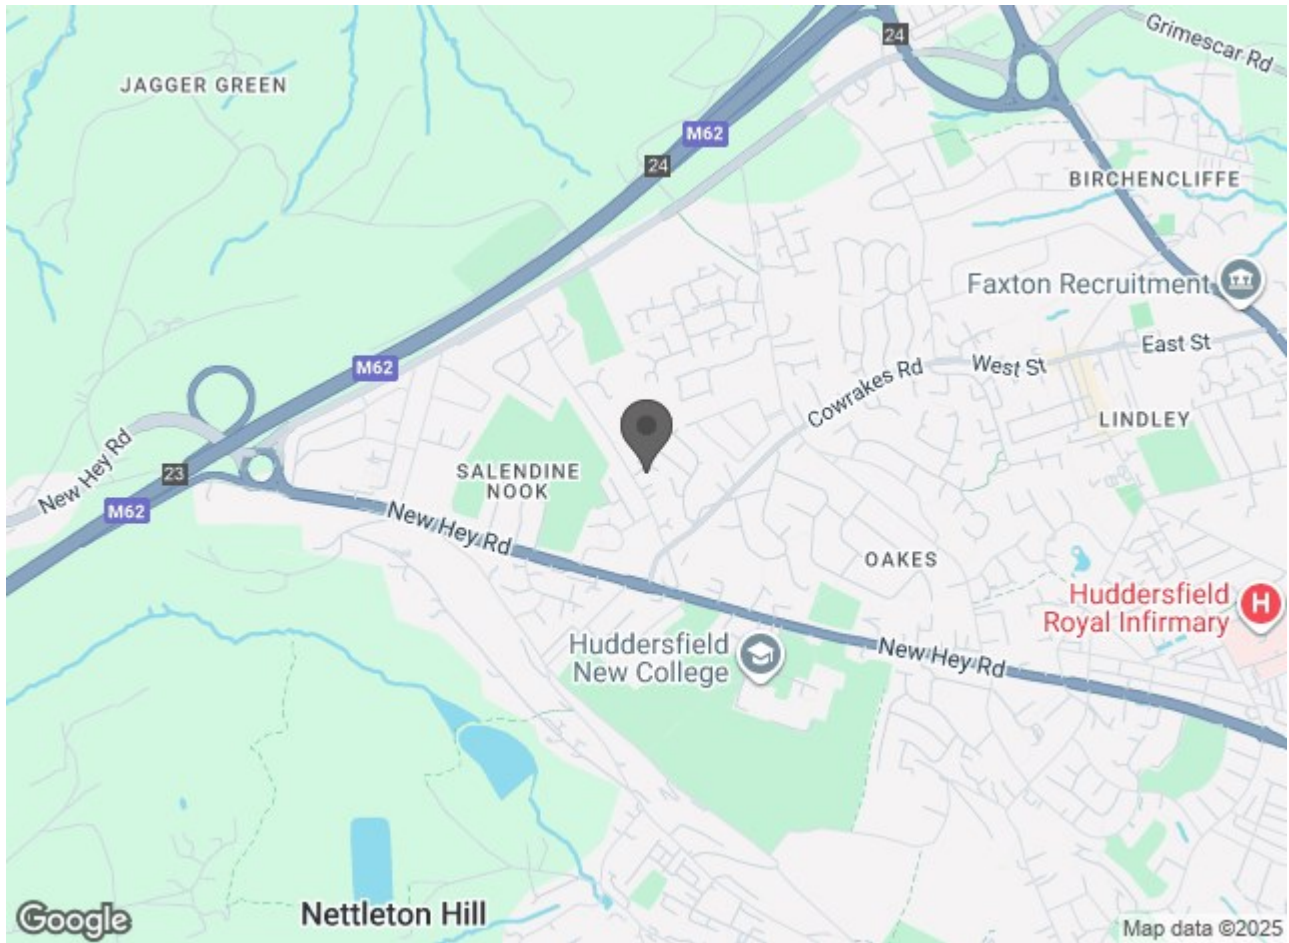 24
Grimescar Rd
JAGGER GREEN
M62
24
BIRCHENCLIFFE
Faxton Recruitment
East St
M62
West St
Cowrakes Rd
LINDLEY
New Hey Rd
23
SALENDINE
NOOK
M62
New Hey Rd
OAKES
Huddersfield
Royal Infirmary
H
Huddersfield
New College
New Hey Rd
Nettleton Hill
Google
Map data ©2025